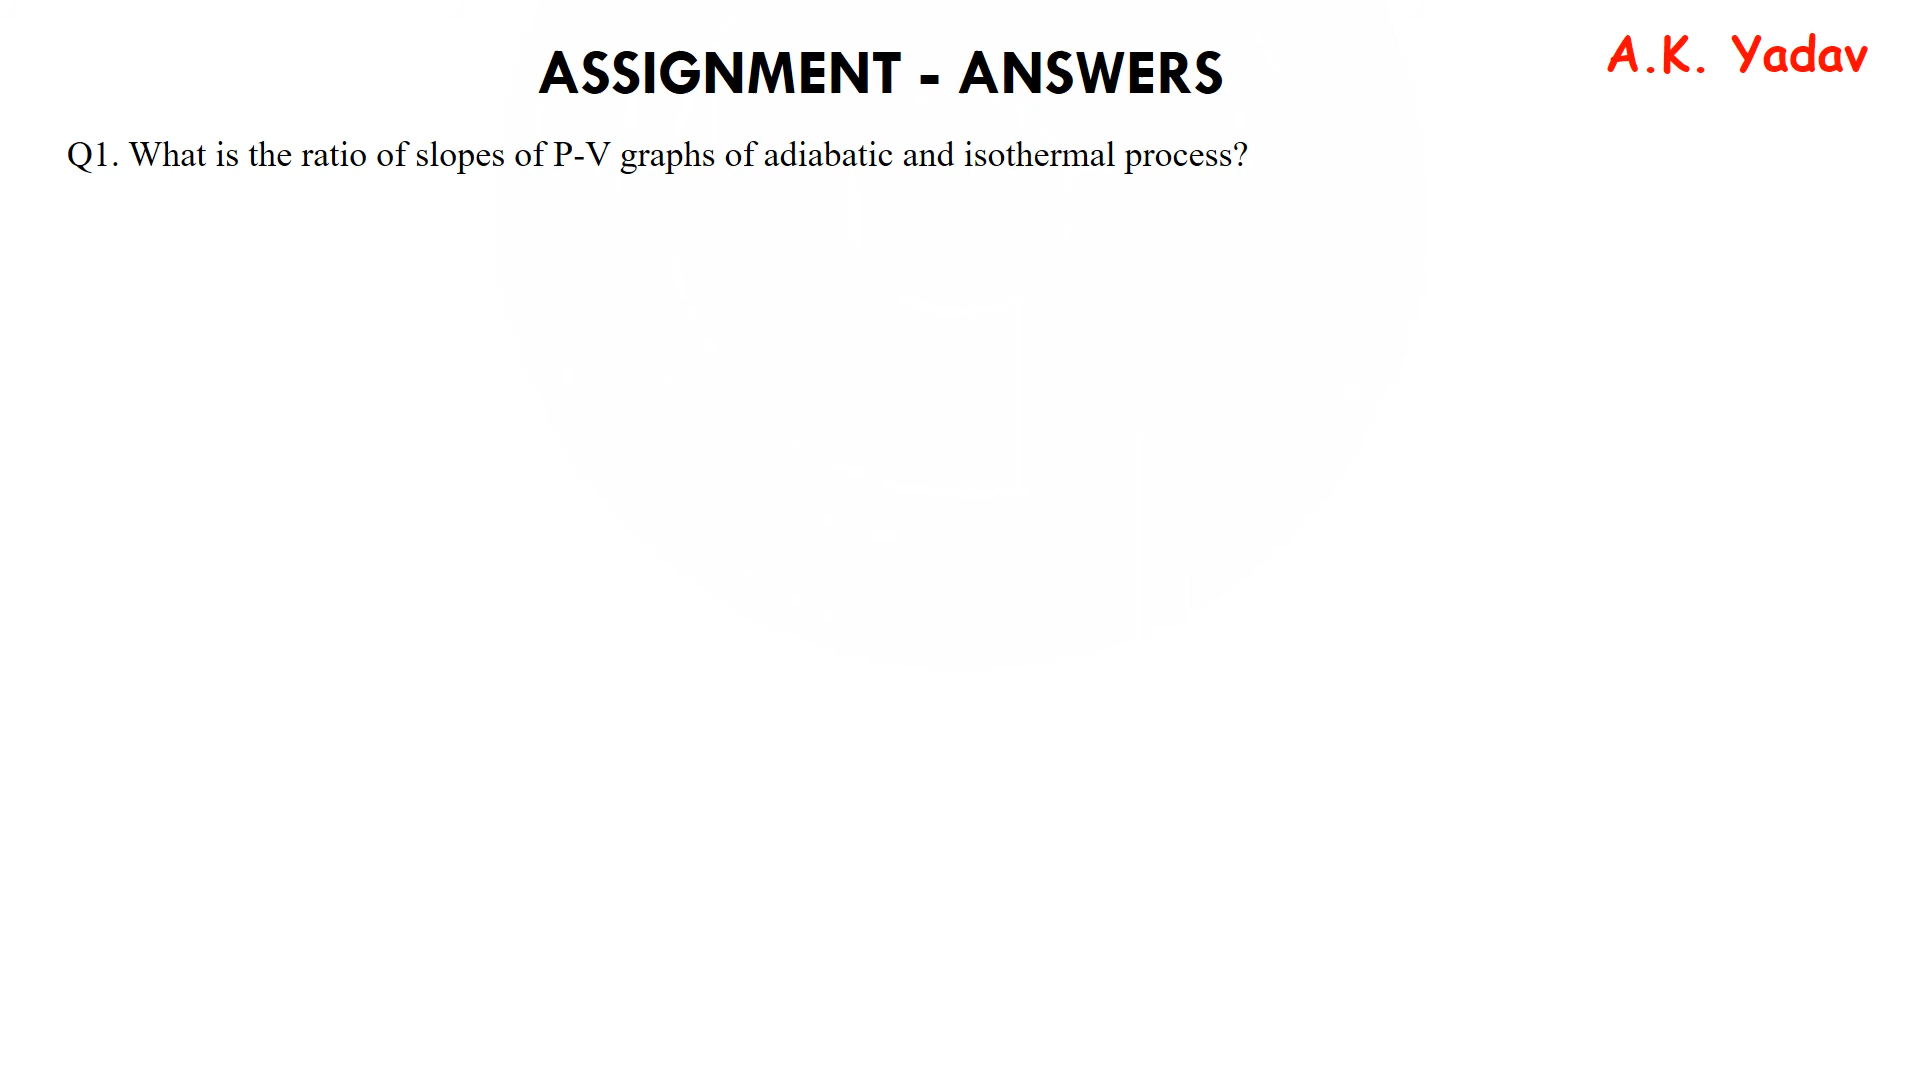 ASSIGNMENT - ANSWERS
A.K. Yadav
Q1. What is the ratio of slopes of P-V graphs of adiabatic and isothermal process?